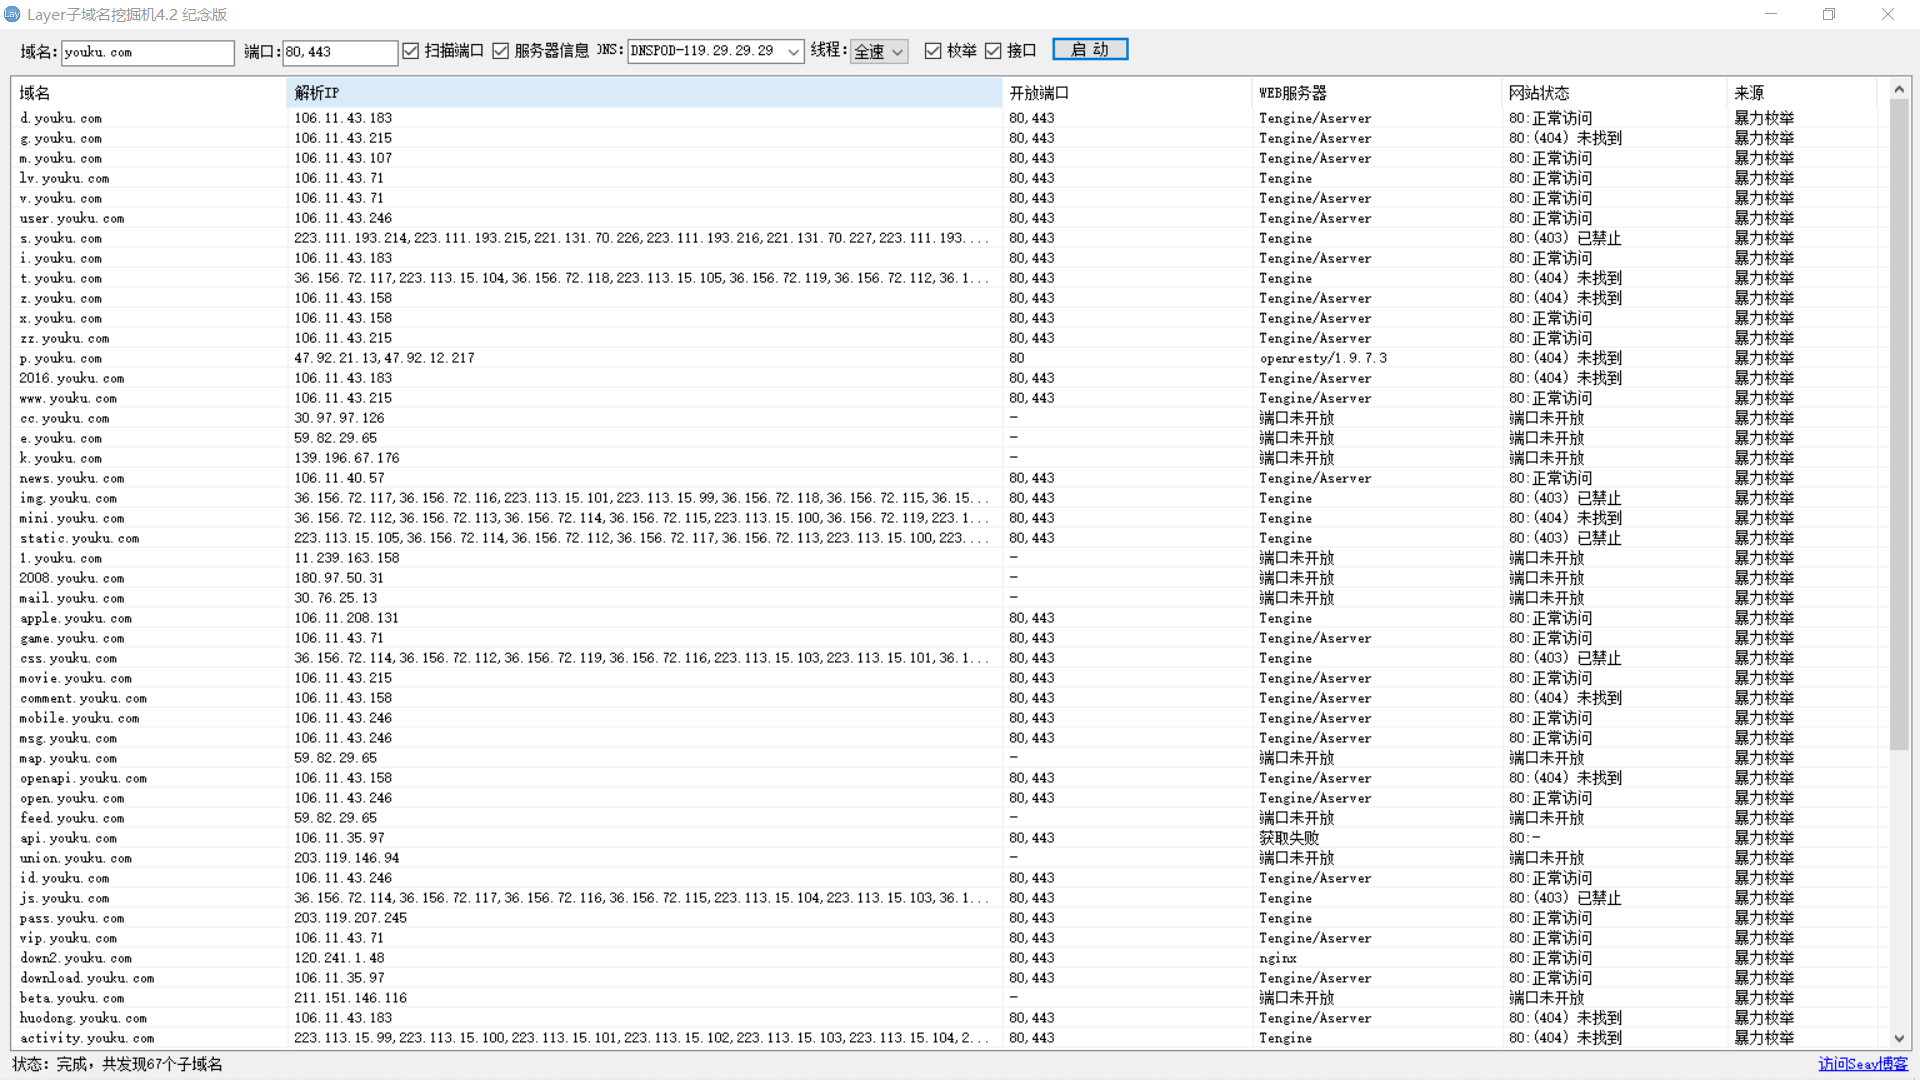 Layer子域名挖掘机4.2 纪念版
域名: youku.com 端口: 80,443 扫描端口 服务器信息 DNS: DNSPOD-119.29.29.29 线程: 全速 枚举 接口 启 动
域名 解析IP 开放端口 WEB服务器 网站状态 来源
d.youku.com 106.11.43.183 80,443 Tengine/Aserver 80:正常访问 暴力枚举
g.youku.com 106.11.43.215 80,443 Tengine/Aserver 80:(404) 未找到 暴力枚举
m.youku.com 106.11.43.107 80,443 Tengine/Aserver 80:正常访问 暴力枚举
lv.youku.com 106.11.43.71 80,443 Tengine 80:正常访问 暴力枚举
v.youku.com 106.11.43.71 80,443 Tengine/Aserver 80:正常访问 暴力枚举
user.youku.com 106.11.43.246 80,443 Tengine/Aserver 80:正常访问 暴力枚举
s.youku.com 223.111.193.214,223.111.193.215,221.131.70.226,223.111.193.216,221.131.70.227,223.111.193.... 80,443 Tengine 80:(403) 已禁止 暴力枚举
i.youku.com 106.11.43.183 80,443 Tengine/Aserver 80:正常访问 暴力枚举
t.youku.com 36.156.72.117,223.113.15.104,36.156.72.118,223.113.15.105,36.156.72.119,36.156.72.112,36.1... 80,443 Tengine 80:(404) 未找到 暴力枚举
z.youku.com 106.11.43.158 80,443 Tengine/Aserver 80:(404) 未找到 暴力枚举
x.youku.com 106.11.43.158 80,443 Tengine/Aserver 80:正常访问 暴力枚举
zz.youku.com 106.11.43.215 80,443 Tengine/Aserver 80:正常访问 暴力枚举
p.youku.com 47.92.21.13,47.92.12.217 80 openresty/1.9.7.3 80:(404) 未找到 暴力枚举
2016.youku.com 106.11.43.183 80,443 Tengine/Aserver 80:(404) 未找到 暴力枚举
www.youku.com 106.11.43.215 80,443 Tengine/Aserver 80:正常访问 暴力枚举
cc.youku.com 30.97.97.126 - 端口未开放 端口未开放 暴力枚举
e.youku.com 59.82.29.65 - 端口未开放 端口未开放 暴力枚举
k.youku.com 139.196.67.176 - 端口未开放 端口未开放 暴力枚举
news.youku.com 106.11.40.57 80,443 Tengine/Aserver 80:正常访问 暴力枚举
img.youku.com 36.156.72.117,36.156.72.116,223.113.15.101,223.113.15.99,36.156.72.118,36.156.72.115,36.15... 80,443 Tengine 80:(403) 已禁止 暴力枚举
mini.youku.com 36.156.72.112,36.156.72.113,36.156.72.114,36.156.72.115,223.113.15.100,36.156.72.119,223.1... 80,443 Tengine 80:(404) 未找到 暴力枚举
static.youku.com 223.113.15.105,36.156.72.114,36.156.72.112,36.156.72.117,36.156.72.113,223.113.15.100,223.... 80,443 Tengine 80:(403) 已禁止 暴力枚举
1.youku.com 11.239.163.158 - 端口未开放 端口未开放 暴力枚举
2008.youku.com 180.97.50.31 - 端口未开放 端口未开放 暴力枚举
mail.youku.com 30.76.25.13 - 端口未开放 端口未开放 暴力枚举
apple.youku.com 106.11.208.131 80,443 Tengine 80:正常访问 暴力枚举
game.youku.com 106.11.43.71 80,443 Tengine/Aserver 80:正常访问 暴力枚举
css.youku.com 36.156.72.114,36.156.72.112,36.156.72.119,36.156.72.116,223.113.15.103,223.113.15.101,36.1... 80,443 Tengine 80:(403) 已禁止 暴力枚举
movie.youku.com 106.11.43.215 80,443 Tengine/Aserver 80:正常访问 暴力枚举
comment.youku.com 106.11.43.158 80,443 Tengine/Aserver 80:(404) 未找到 暴力枚举
mobile.youku.com 106.11.43.246 80,443 Tengine/Aserver 80:正常访问 暴力枚举
msg.youku.com 106.11.43.246 80,443 Tengine/Aserver 80:正常访问 暴力枚举
map.youku.com 59.82.29.65 - 端口未开放 端口未开放 暴力枚举
openapi.youku.com 106.11.43.158 80,443 Tengine/Aserver 80:(404) 未找到 暴力枚举
open.youku.com 106.11.43.246 80,443 Tengine/Aserver 80:正常访问 暴力枚举
feed.youku.com 59.82.29.65 - 端口未开放 端口未开放 暴力枚举
api.youku.com 106.11.35.97 80,443 获取失败 80:- 暴力枚举
union.youku.com 203.119.146.94 - 端口未开放 端口未开放 暴力枚举
id.youku.com 106.11.43.246 80,443 Tengine/Aserver 80:正常访问 暴力枚举
js.youku.com 36.156.72.114,36.156.72.117,36.156.72.116,36.156.72.115,223.113.15.104,223.113.15.103,36.1... 80,443 Tengine 80:(403) 已禁止 暴力枚举
pass.youku.com 203.119.207.245 80,443 Tengine 80:正常访问 暴力枚举
vip.youku.com 106.11.43.71 80,443 Tengine/Aserver 80:正常访问 暴力枚举
down2.youku.com 120.241.1.48 80,443 nginx 80:正常访问 暴力枚举
download.youku.com 106.11.35.97 80,443 Tengine/Aserver 80:正常访问 暴力枚举
beta.youku.com 211.151.146.116 - 端口未开放 端口未开放 暴力枚举
huodong.youku.com 106.11.43.183 80,443 Tengine/Aserver 80:(404) 未找到 暴力枚举
activity.youku.com 223.113.15.99,223.113.15.100,223.113.15.101,223.113.15.102,223.113.15.103,223.113.15.104,2... 80,443 Tengine 80:(404) 未找到 暴力枚举
状态: 完成，共发现67个子域名 访问Seay博客